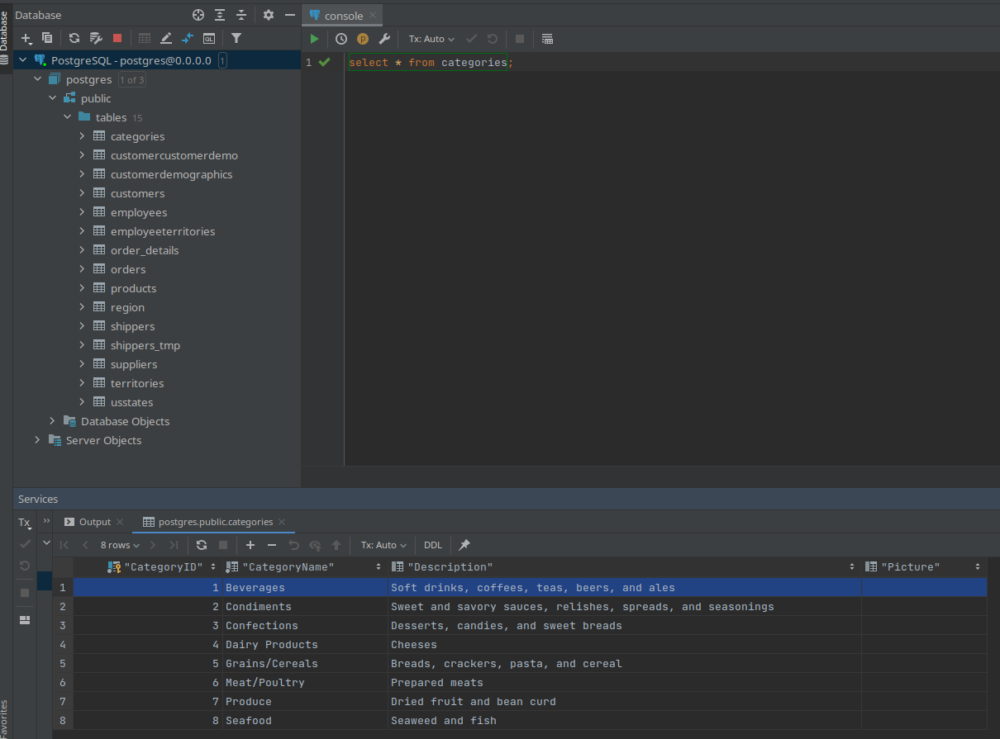 Database
Database
PostgreSQL - postgres@0.0.0.0 1
postgres 1 of 3
public
tables 15
categories
customercustomerdemo
customerdemographics
customers
employees
employeeterritories
order_details
orders
products
region
shippers
shippers_tmp
suppliers
territories
usstates
Database Objects
Server Objects
console
P Tx: Auto
QL
1 select * from categories;
Services
Tx
Output
postgres.public.categories
8 rows
Tx: Auto
DDL
"CategoryID" "CategoryName" "Description" "Picture"
1 1 Beverages Soft drinks, coffees, teas, beers, and ales
2 2 Condiments Sweet and savory sauces, relishes, spreads, and seasonings
3 3 Confections Desserts, candies, and sweet breads
4 4 Dairy Products Cheeses
5 5 Grains/Cereals Breads, crackers, pasta, and cereal
6 6 Meat/Poultry Prepared meats
7 7 Produce Dried fruit and bean curd
8 8 Seafood Seaweed and fish
Favorites